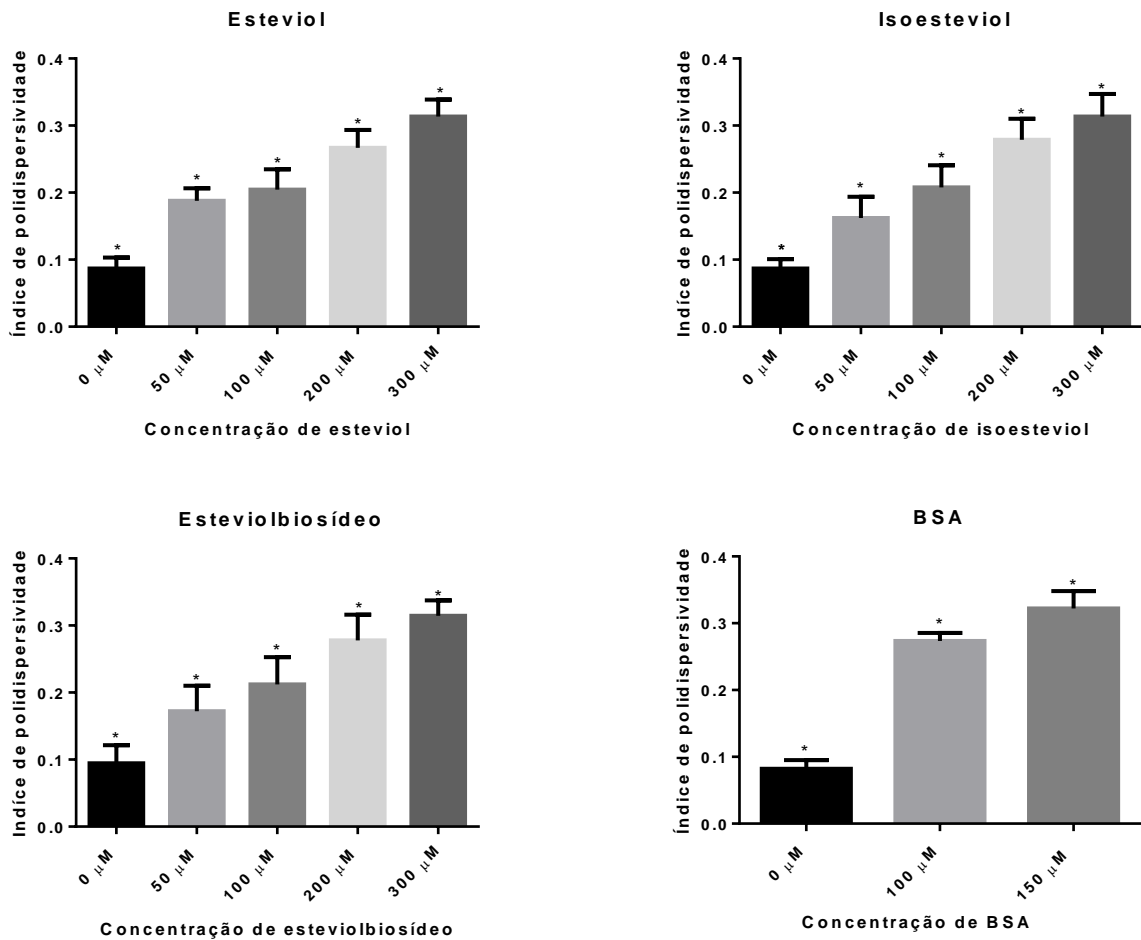 Esteviol
Índice de polidispersividade
0.4
0.3
0.2
0.1
0.0
*
*
*
*
*
0 μM
50 μM
100 μM
200 μM
300 μM
Concentração de esteviol
Isoesteviol
Índice de polidispersividade
0.4
0.3
0.2
0.1
0.0
*
*
*
*
*
0 μM
50 μM
100 μM
200 μM
300 μM
Concentração de isoesteviol
Esteviolbiosídeo
Indíce de polidispersividade
0.4
0.3
0.2
0.1
0.0
*
*
*
*
*
0 μM
50 μM
100 μM
200 μM
300 μM
Concentração de esteviolbiosídeo
BSA
Índice de polidispersividade
0.4
0.3
0.2
0.1
0.0
*
*
*
0 μM
100 μM
150 μM
Concentração de BSA